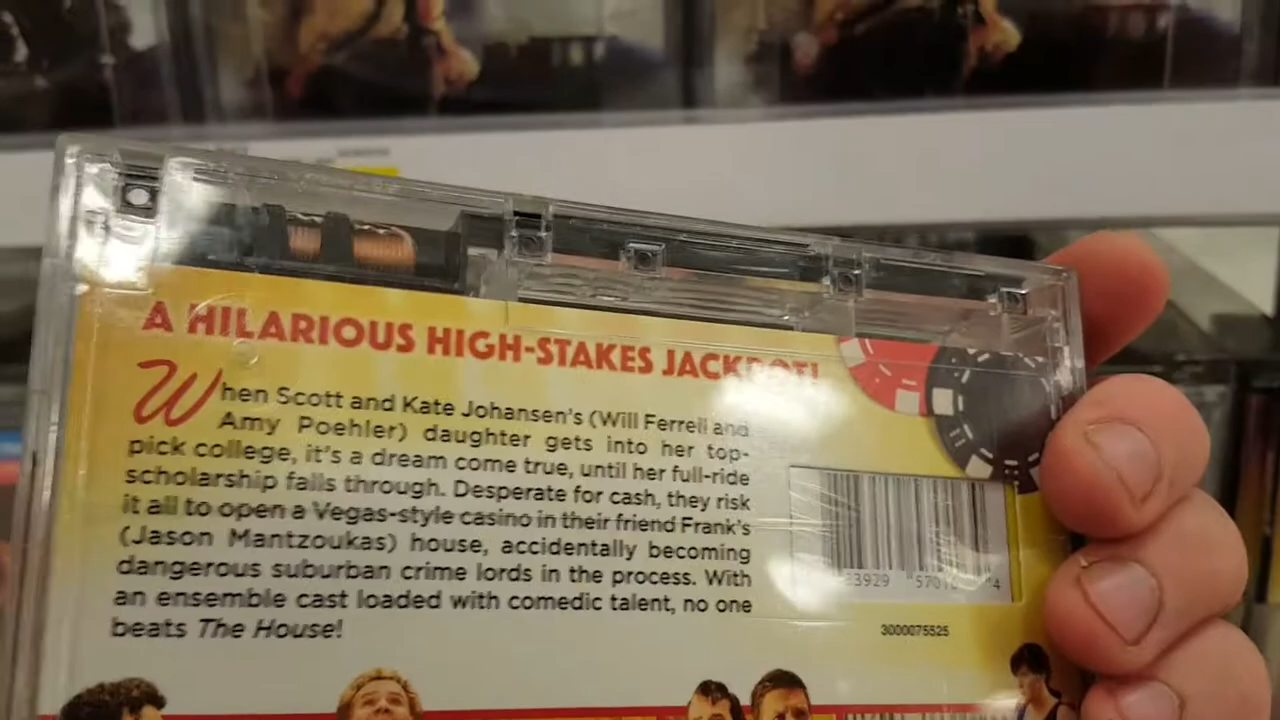 A HILARIOUS HIGH-STAKES JACKPOT!
When Scott and Kate Johansen's (Will Ferrell and
Amy Poehler) daughter gets into her top-
pick college, it's a dream come true, until her full-ride
scholarship falls through. Desperate for cash, they risk
it all to open a Vegas-style casino in their friend Frank's
(Jason Mantzoukas) house, accidentally becoming
dangerous suburban crime lords in the process. With
an ensemble cast loaded with comedic talent, no one
beats The House!
4
3000075525